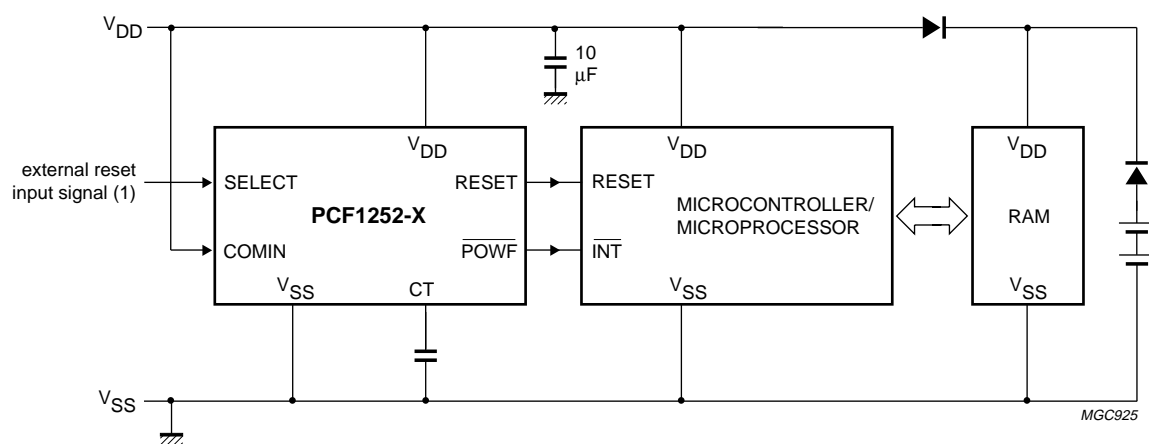 VDD
10
μF
VDD
VDD
VDD
external reset
input signal (1)
SELECT
RESET
RESET
PCF1252-X
MICROCONTROLLER/
MICROPROCESSOR
RAM
COMIN
POWF
INT
VSS
CT
VSS
VSS
VSS
MGC925